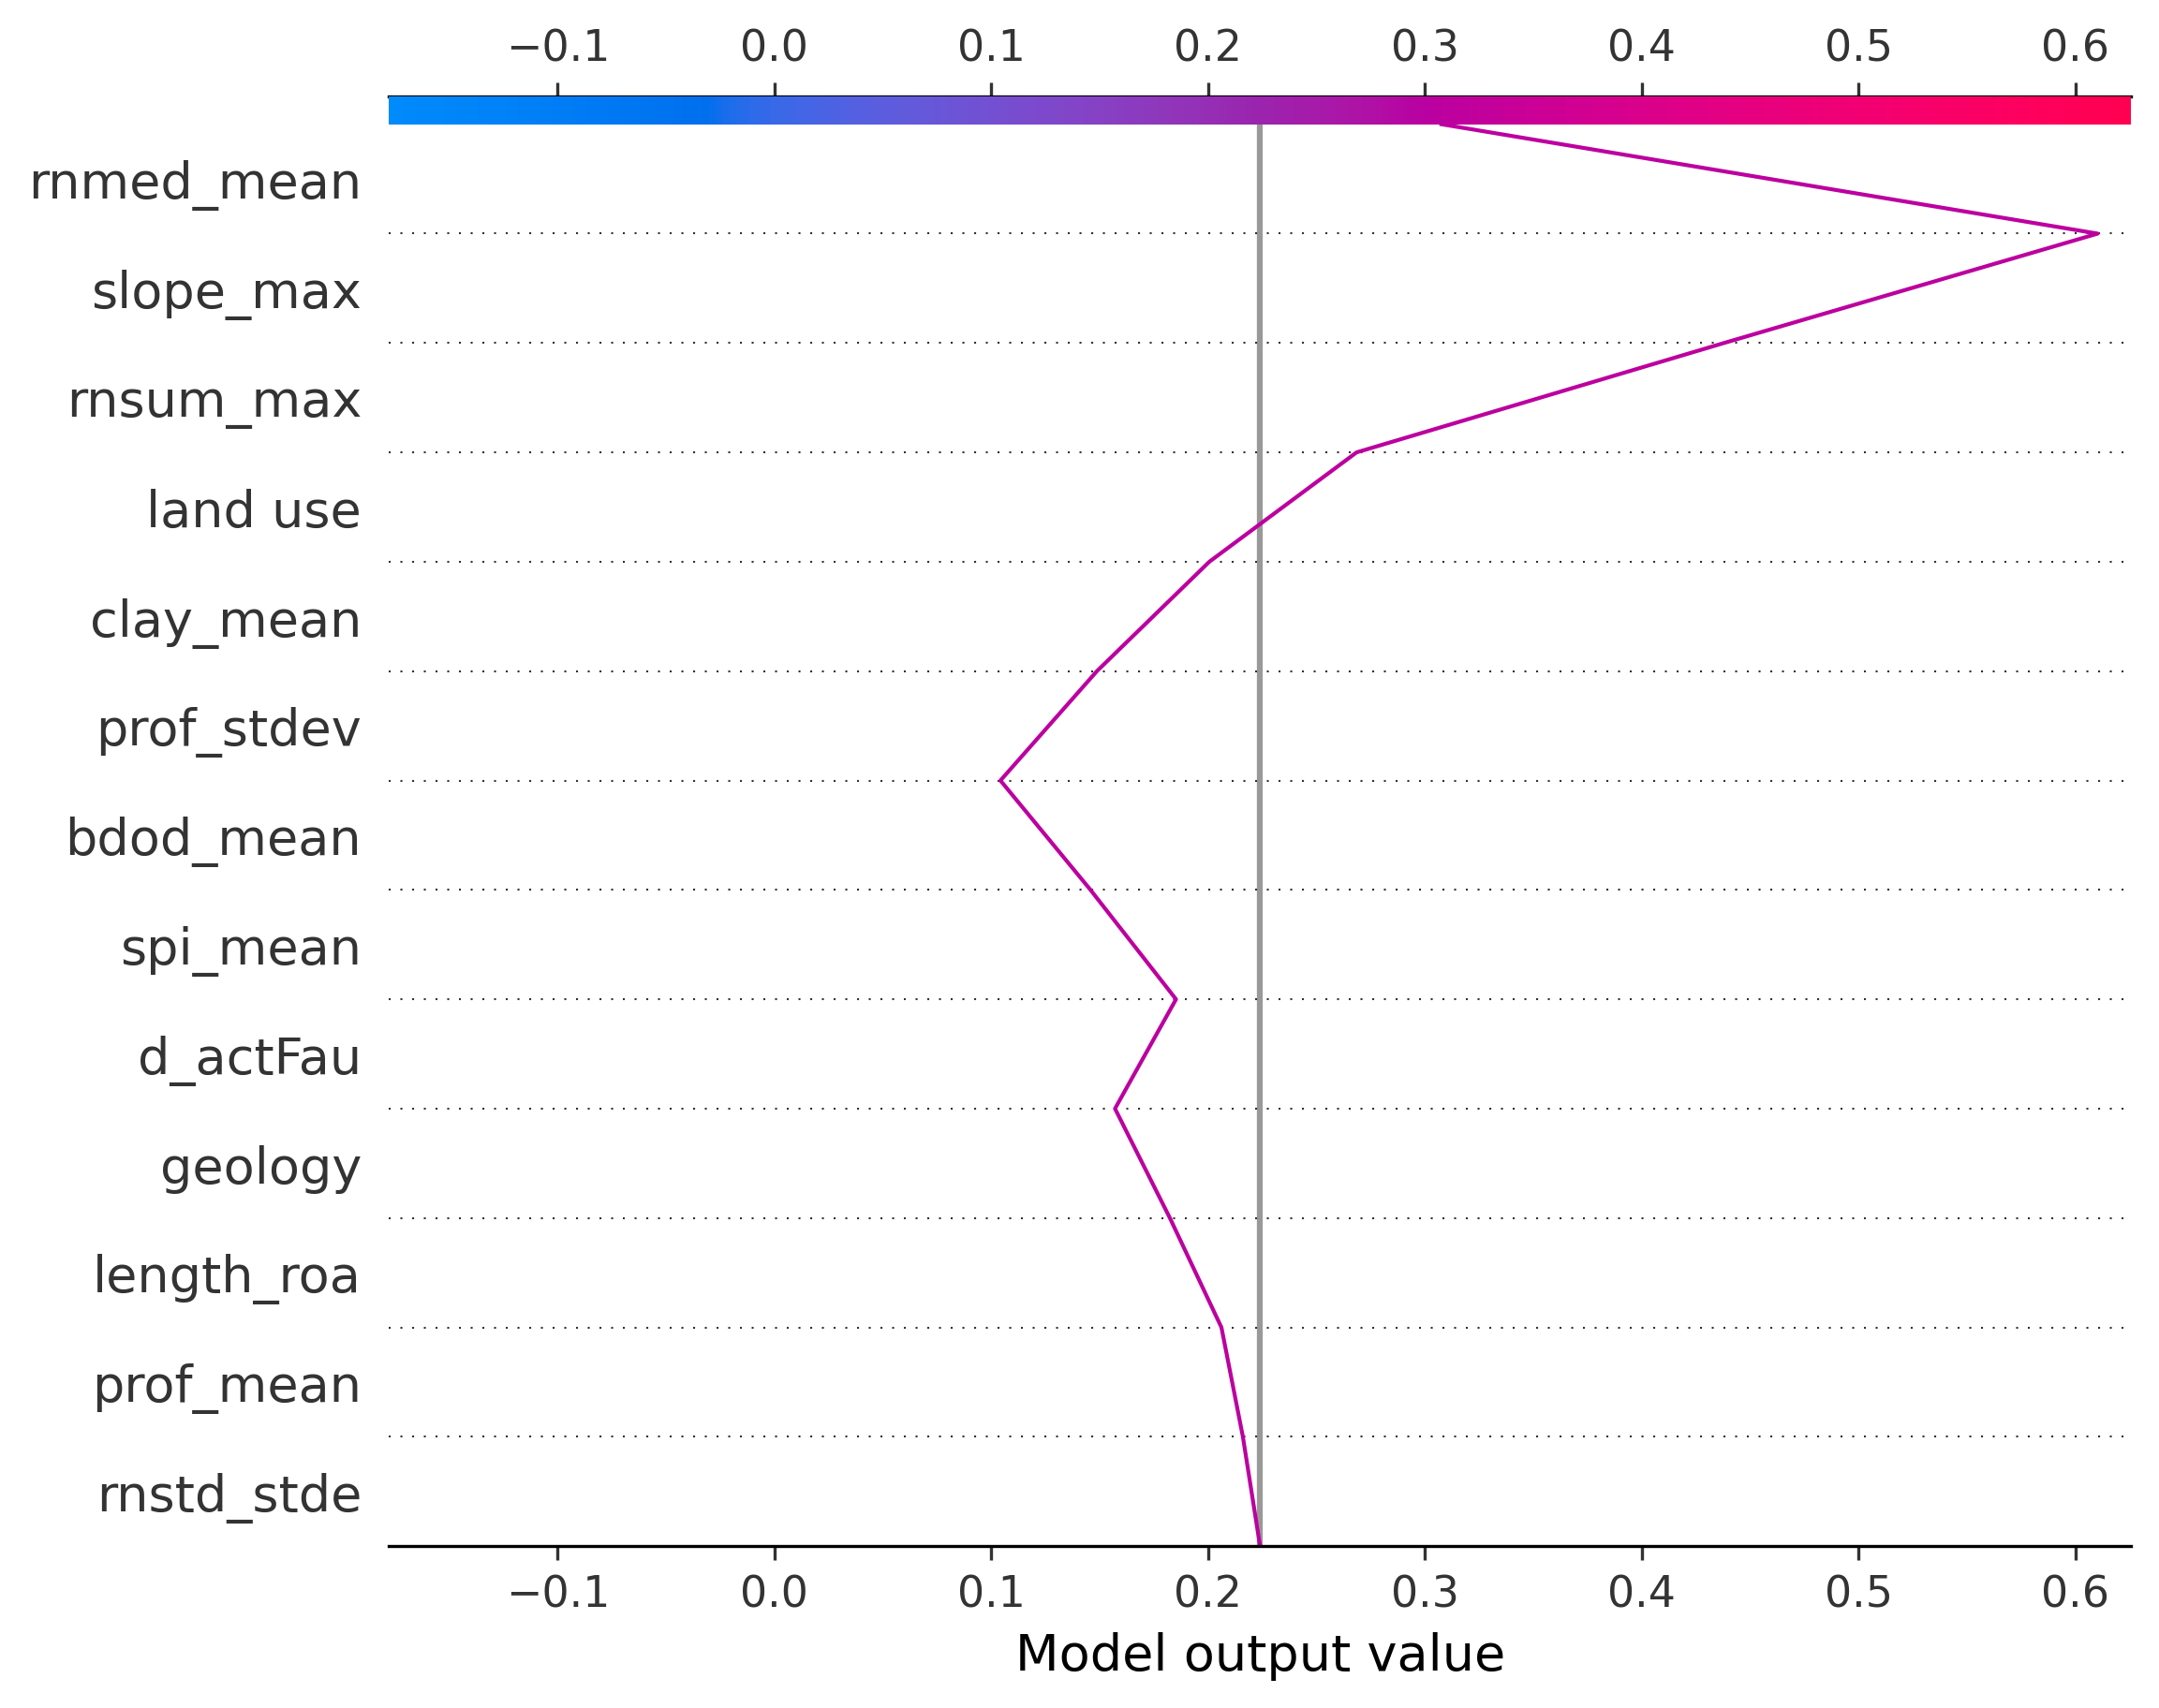 −0.1 0.0 0.1 0.2 0.3 0.4 0.5 0.6
rnmed_mean
slope_max
rnsum_max
land use
clay_mean
prof_stdev
bdod_mean
spi_mean
d_actFau
geology
length_roa
prof_mean
rnstd_stde
−0.1 0.0 0.1 0.2 0.3 0.4 0.5 0.6
Model output value